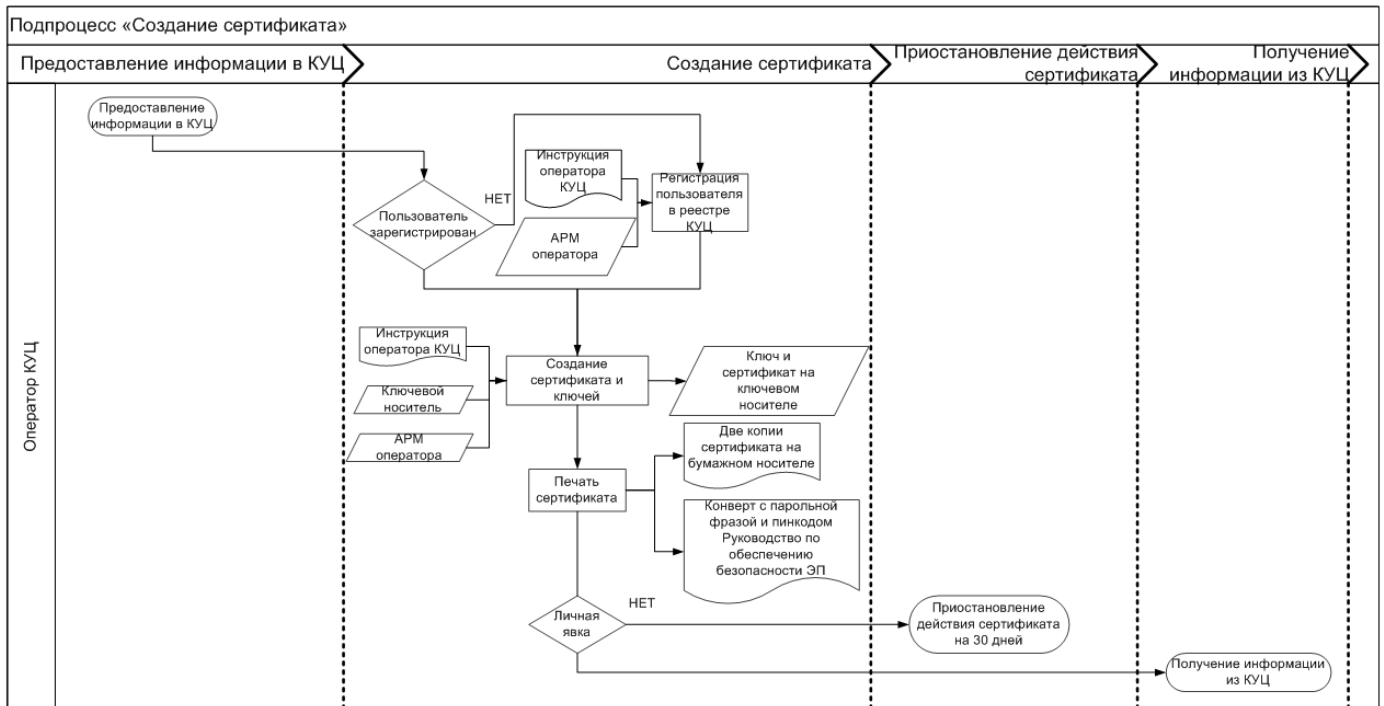 Подпроцесс «Создание сертификата»
Предоставление информации в КУЦ
Создание сертификата
Приостановление действия
сертификата
Получение
информации из КУЦ
Оператор КУЦ
Предоставление
информации в КУЦ
Пользователь
зарегистрирован
НЕТ
Инструкция
оператора
КУЦ
АРМ
оператора
Регистрация
пользователя
в реестре
КУЦ
Инструкция
оператора КУЦ
Ключевой
носитель
АРМ
оператора
Создание
сертификата и
ключей
Ключ и
сертификат на
ключевом
носителе
Печать
сертификата
Две копии
сертификата на
бумажном носителе
Конверт с парольной
фразой и пинкодом
Руководство по
обеспечению
безопасности ЭП
Личная
явка
НЕТ
Приостановление
действия сертификата
на 30 дней
Получение информации
из КУЦ